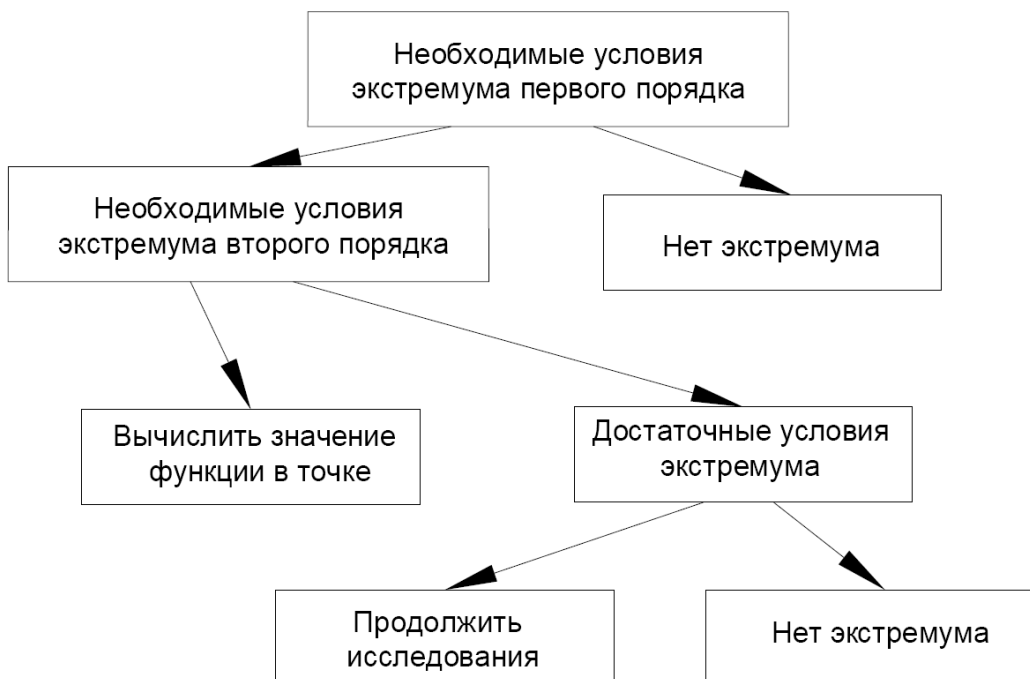 Необходимые условия
экстремума первого порядка
Необходимые условия
экстремума второго порядка
Нет экстремума
Вычислить значение
функции в точке
Достаточные условия
экстремума
Продолжить
исследования
Нет экстремума